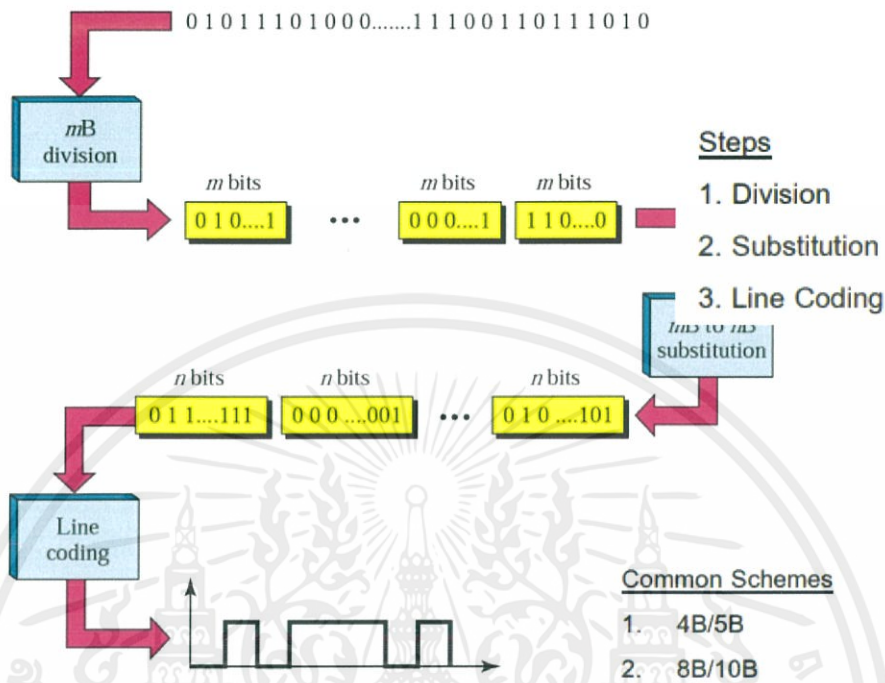 0 1 0 1 1 1 0 1 0 0 0.......1 1 1 0 0 1 1 0 1 1 1 0 1 0
mB
division
m bits
m bits
m bits
0 1 0....1
...
0 0 0....1
1 1 0....0
Steps
1. Division
2. Substitution
3. Line Coding
mB to nB
substitution
n bits
n bits
n bits
0 1 1....111
0 0 0 ....001
...
0 1 0 ....101
Line
coding
Common Schemes
1. 4B/5B
2. 8B/10B